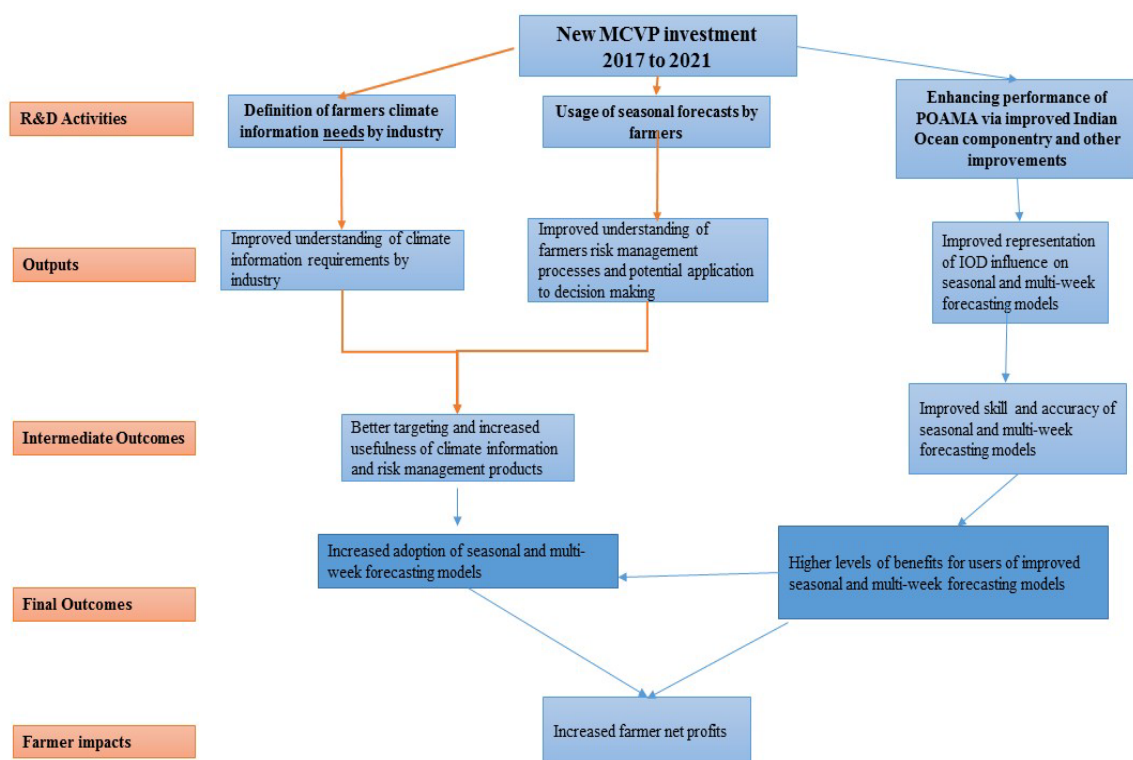 New MCVP investment
2017 to 2021
R&D Activities
Definition of farmers climate
information needs by industry
Usage of seasonal forecasts by
farmers
Enhancing performance of
POAMA via improved Indian
Ocean componentry and other
improvements
Outputs
Improved understanding of climate
information requirements by
industry
Improved understanding of
farmers risk management
processes and potential application
to decision making
Improved representation
of IOD influence on
seasonal and multi-week
forecasting models
Intermediate Outcomes
Better targeting and increased
usefulness of climate information
and risk management products
Improved skill and accuracy of
seasonal and multi-week
forecasting models
Final Outcomes
Increased adoption of seasonal and multi-
week forecasting models
Higher levels of benefits for users of improved
seasonal and multi-week forecasting models
Farmer impacts
Increased farmer net profits